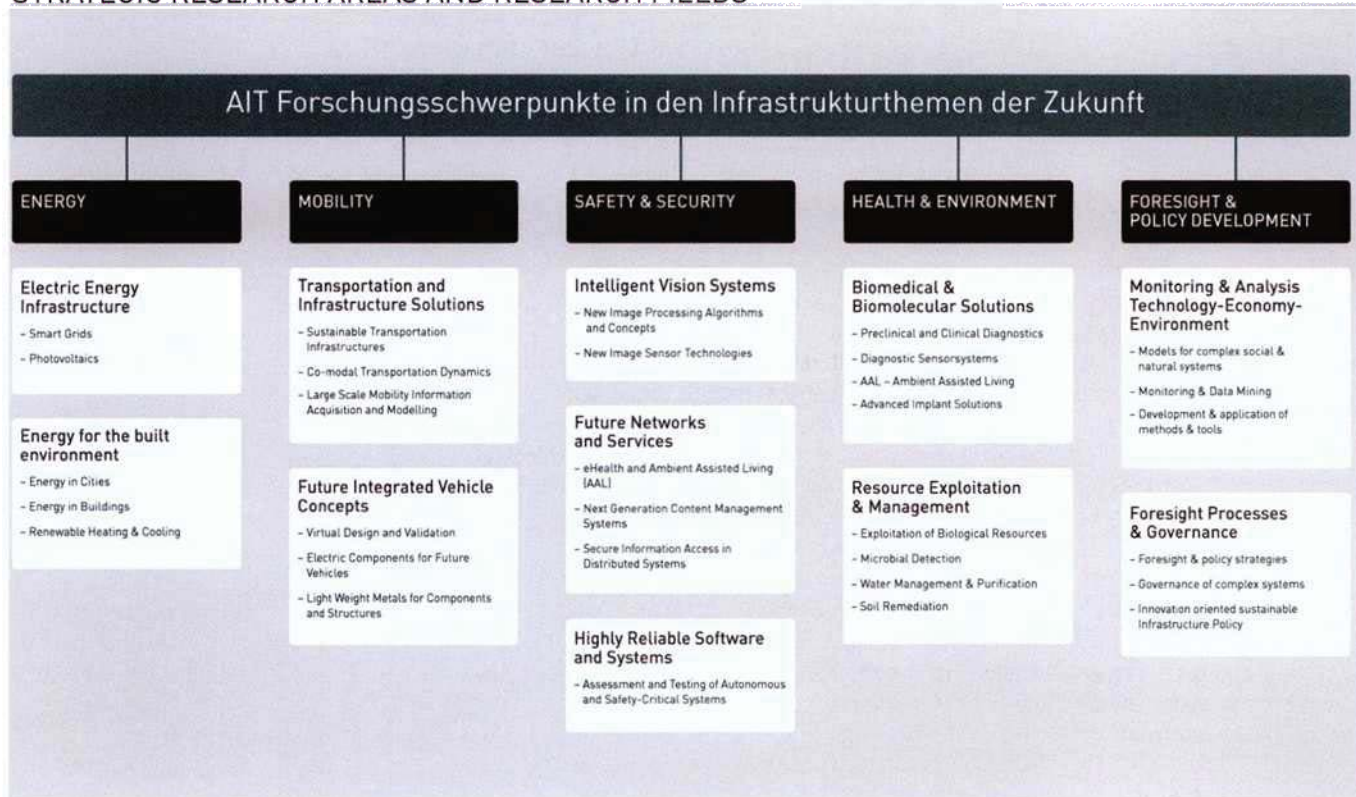 STRATEGIC RESEARCH AREAS AND RESEARCH FIELDS
AIT Forschungsschwerpunkte in den Infrastrukturthemen der Zukunft
ENERGY
Electric Energy
Infrastructure
– Smart Grids
– Photovoltaics
Energy for the built
environment
– Energy in Cities
– Energy in Buildings
– Renewable Heating & Cooling
MOBILITY
Transportation and
Infrastructure Solutions
– Sustainable Transportation
Infrastructures
– Co-modal Transportation Dynamics
– Large Scale Mobility Information
Acquisition and Modelling
Future Integrated Vehicle
Concepts
– Virtual Design and Validation
– Electric Components for Future
Vehicles
– Light Weight Metals for Components
and Structures
SAFETY & SECURITY
Intelligent Vision Systems
– New Image Processing Algorithms
and Concepts
– New Image Sensor Technologies
Future Networks
and Services
– eHealth and Ambient Assisted Living
(AAL)
– Next Generation Content Management
Systems
– Secure Information Access in
Distributed Systems
Highly Reliable Software
and Systems
– Assessment and Testing of Autonomous
and Safety-Critical Systems
HEALTH & ENVIRONMENT
Biomedical &
Biomolecular Solutions
– Preclinical and Clinical Diagnostics
– Diagnostic Sensorsystems
– AAL – Ambient Assisted Living
– Advanced Implant Solutions
Resource Exploitation
& Management
– Exploitation of Biological Resources
– Microbial Detection
– Water Management & Purification
– Soil Remediation
FORESIGHT &
POLICY DEVELOPMENT
Monitoring & Analysis
Technology-Economy-
Environment
– Models for complex social &
natural systems
– Monitoring & Data Mining
– Development & application of
methods & tools
Foresight Processes
& Governance
– Foresight & policy strategies
– Governance of complex systems
– Innovation oriented sustainable
Infrastructure Policy